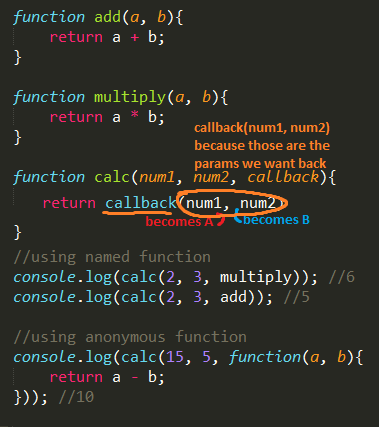 function add(a, b){
    return a + b;
}

function multiply(a, b){
    return a * b;
}
callback(num1, num2)
because those are the
params we want back
function calc(num1, num2, callback){
    return callback(num1, num2)
becomes A
becomes B
}
//using named function
console.log(calc(2, 3, multiply)); //6
console.log(calc(2, 3, add)); //5

//using anonymous function
console.log(calc(15, 5, function(a, b){
    return a - b;
})); //10